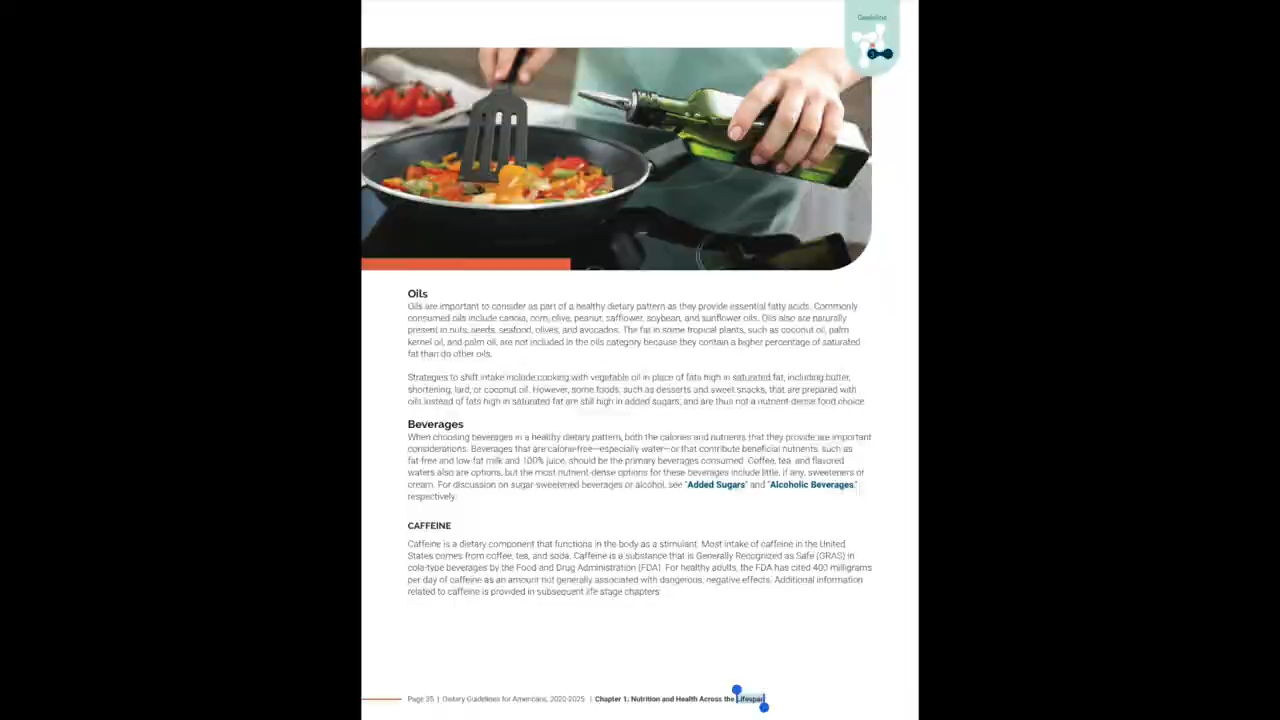 Guideline
Oils
Oils are important to consider as part of a healthy dietary pattern as they provide essential fatty acids. Commonly
consumed oils include canola, corn, olive, peanut, safflower, soybean, and sunflower oils. Oils also are naturally
present in nuts, seeds, seafood, olives, and avocados. The fat in some tropical plants, such as coconut oil, palm
kernel oil, and palm oil, are not included in the oils category because they contain a higher percentage of saturated
fat than do other oils.
Strategies to shift intake include cooking with vegetable oil in place of fats high in saturated fat, including butter,
shortening, lard, or coconut oil. However, some foods, such as desserts and sweet snacks, that are prepared with
oils instead of fats high in saturated fat are still high in added sugars, and are thus not a nutrient-dense food choice
Beverages
When choosing beverages in a healthy dietary pattern, both the calories and nutrients that they provide are important
considerations. Beverages that are calorie-free—especially water—or that contribute beneficial nutrients, such as
fat-free and low-fat milk and 100% juice, should be the primary beverages consumed. Coffee, tea, and flavored
waters also are options, but the most nutrient-dense options for these beverages include little, if any, sweeteners or
cream. For discussion on sugar-sweetened beverages or alcohol, see "Added Sugars" and "Alcoholic Beverages,"
respectively.
CAFFEINE
Caffeine is a dietary component that functions in the body as a stimulant. Most intake of caffeine in the United
States comes from coffee, tea, and soda. Caffeine is a substance that is Generally Recognized as Safe (GRAS) in
cola-type beverages by the Food and Drug Administration (FDA). For healthy adults, the FDA has cited 400 milligrams
per day of caffeine as an amount not generally associated with dangerous, negative effects. Additional information
related to caffeine is provided in subsequent life stage chapters
Page 35 | Dietary Guidelines for Americans, 2020-2025 | Chapter 1: Nutrition and Health Across the Lifespan